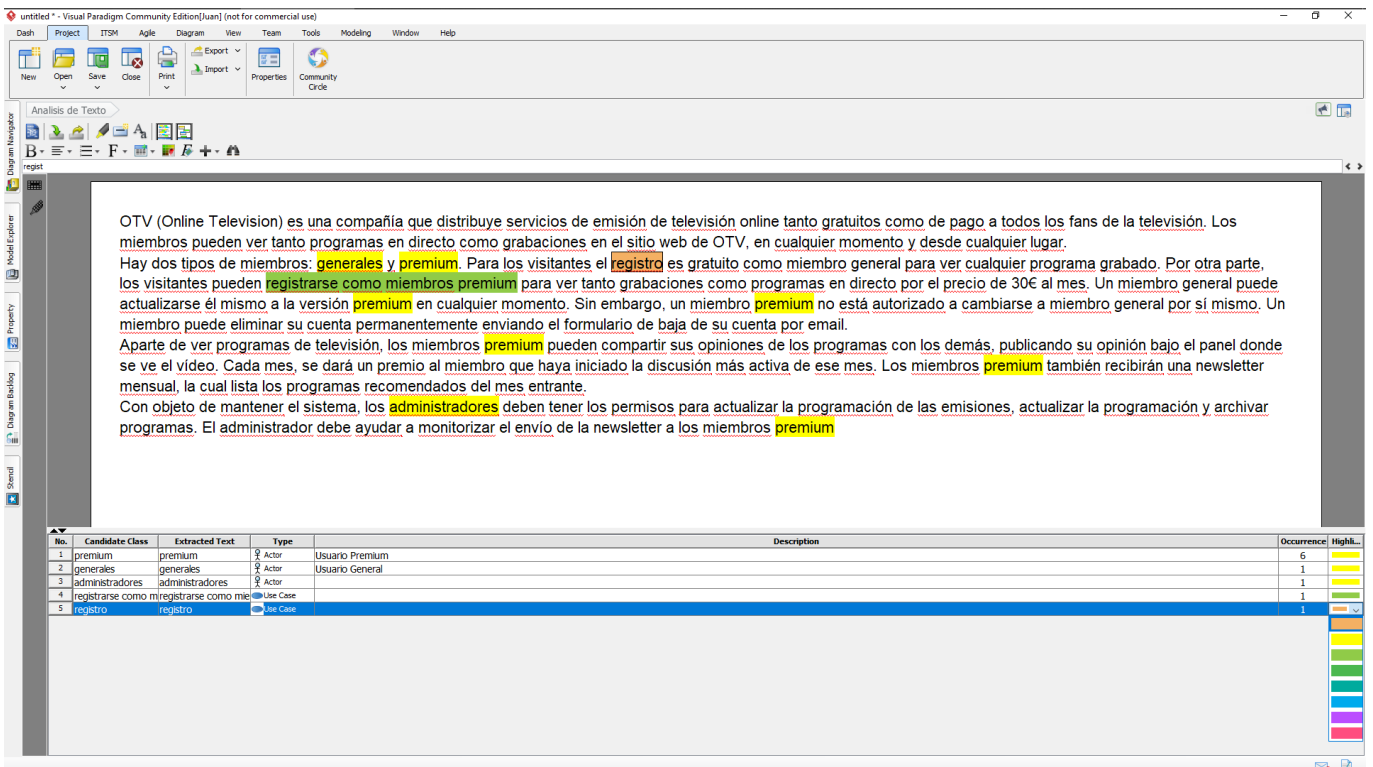 untitled * - Visual Paradigm Community Edition[Juan] (not for commercial use)
Dash Project ITSM Agile Diagram View Team Tools Modeling Window Help
New Open Save Close Print Export Import Properties Community Circle
Analisis de Texto
regist
Diagram Navigator
Model Explorer
Property
Diagram Backlog
Stencil
OTV (Online Television) es una compañía que distribuye servicios de emisión de televisión online tanto gratuitos como de pago a todos los fans de la televisión. Los
miembros pueden ver tanto programas en directo como grabaciones en el sitio web de OTV, en cualquier momento y desde cualquier lugar.
Hay dos tipos de miembros: generales y premium. Para los visitantes el registro es gratuito como miembro general para ver cualquier programa grabado. Por otra parte,
los visitantes pueden registrarse como miembros premium para ver tanto grabaciones como programas en directo por el precio de 30€ al mes. Un miembro general puede
actualizarse él mismo a la versión premium en cualquier momento. Sin embargo, un miembro premium no está autorizado a cambiarse a miembro general por sí mismo. Un
miembro puede eliminar su cuenta permanentemente enviando el formulario de baja de su cuenta por email.
Aparte de ver programas de televisión, los miembros premium pueden compartir sus opiniones de los programas con los demás, publicando su opinión bajo el panel donde
se ve el vídeo. Cada mes, se dará un premio al miembro que haya iniciado la discusión más activa de ese mes. Los miembros premium también recibirán una newsletter
mensual, la cual lista los programas recomendados del mes entrante.
Con objeto de mantener el sistema, los administradores deben tener los permisos para actualizar la programación de las emisiones, actualizar la programación y archivar
programas. El administrador debe ayudar a monitorizar el envío de la newsletter a los miembros premium
No. Candidate Class Extracted Text Type Description Occurrence Highli...
1 premium premium Actor Usuario Premium 6
2 generales generales Actor Usuario General 1
3 administradores administradores Actor 1
4 registrarse como m registrarse como mie Use Case 1
5 registro registro Use Case 1